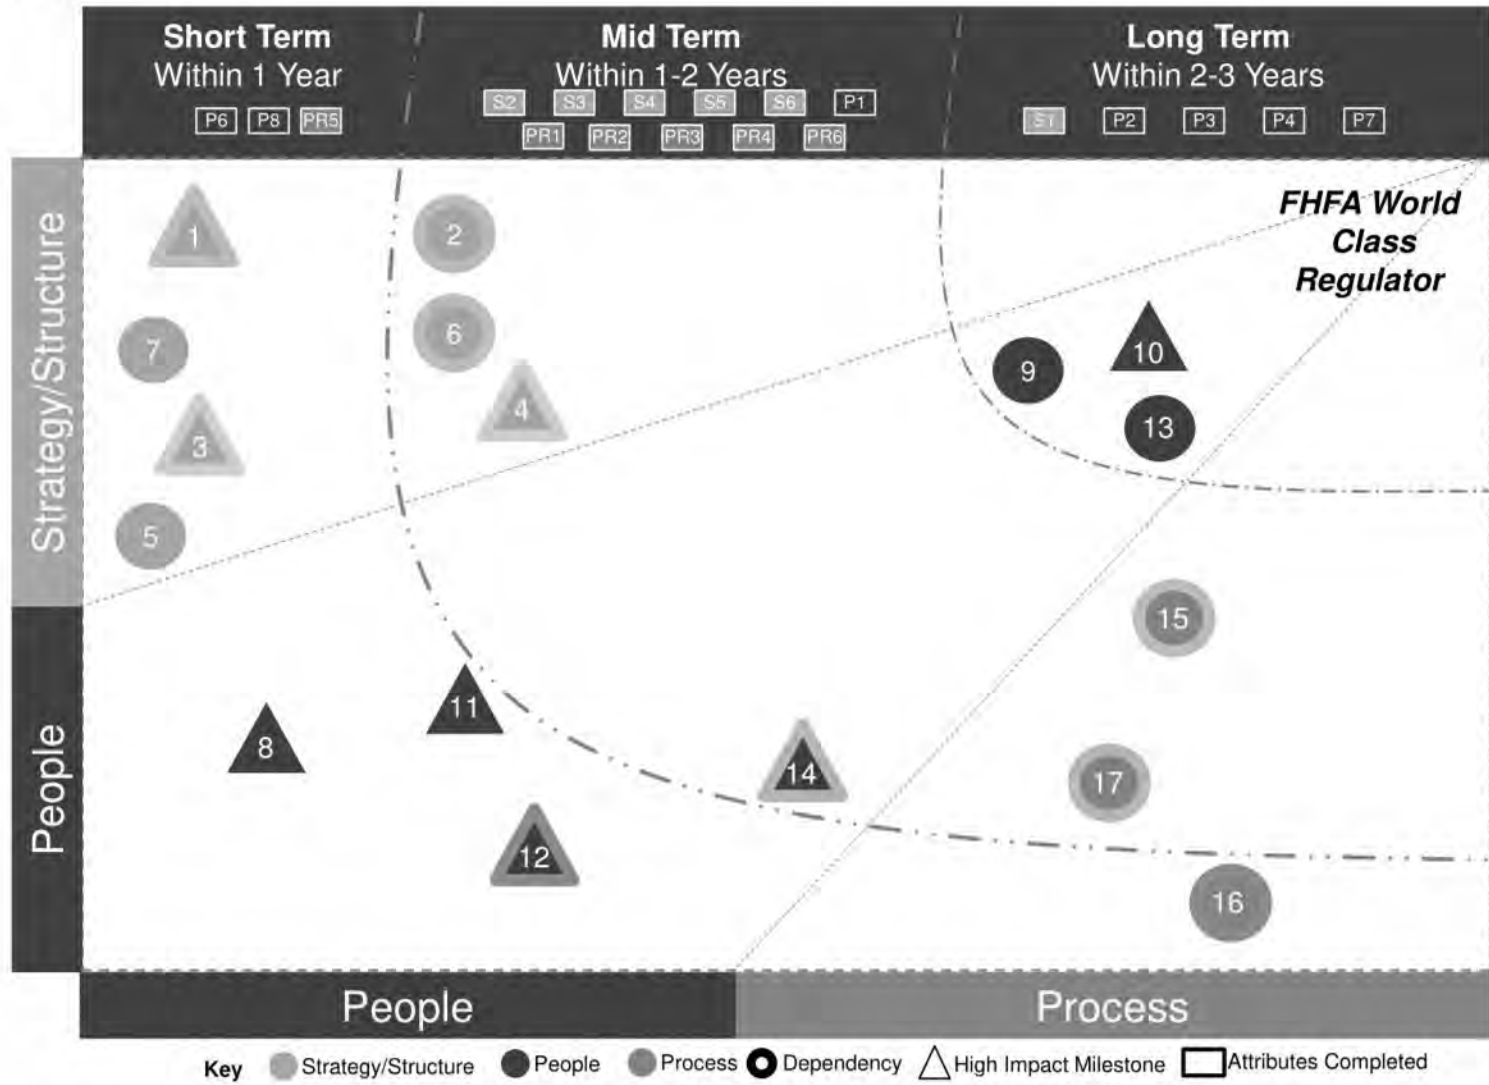 Short Term
Within 1 Year
P6 P8 PR5
Mid Term
Within 1-2 Years
S2 S3 S4 S5 S6 P1
PR1 PR2 PR3 PR4 PR6
Long Term
Within 2-3 Years
S1 P2 P3 P4 P7
Strategy/Structure
People
FHFA World
Class
Regulator
1
2
7
6
3
4
5
9
10
13
8
11
12
14
15
17
16
People
Process
Key Strategy/Structure People Process Dependency High Impact Milestone Attributes Completed